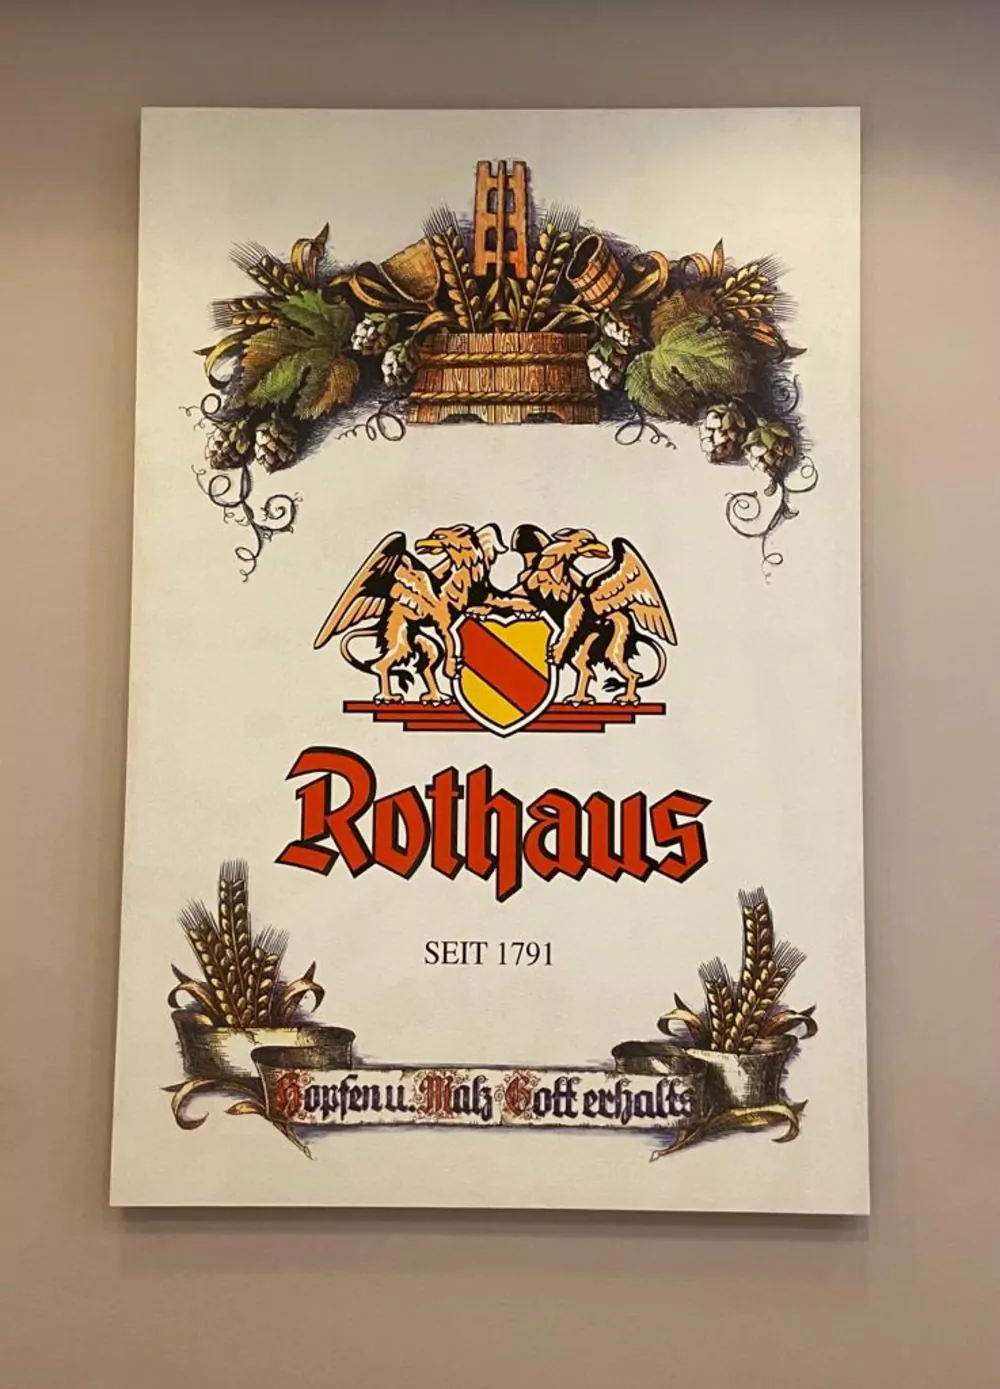 Rothaus
SEIT 1791
Hopfen u. Malz Gott erhalts